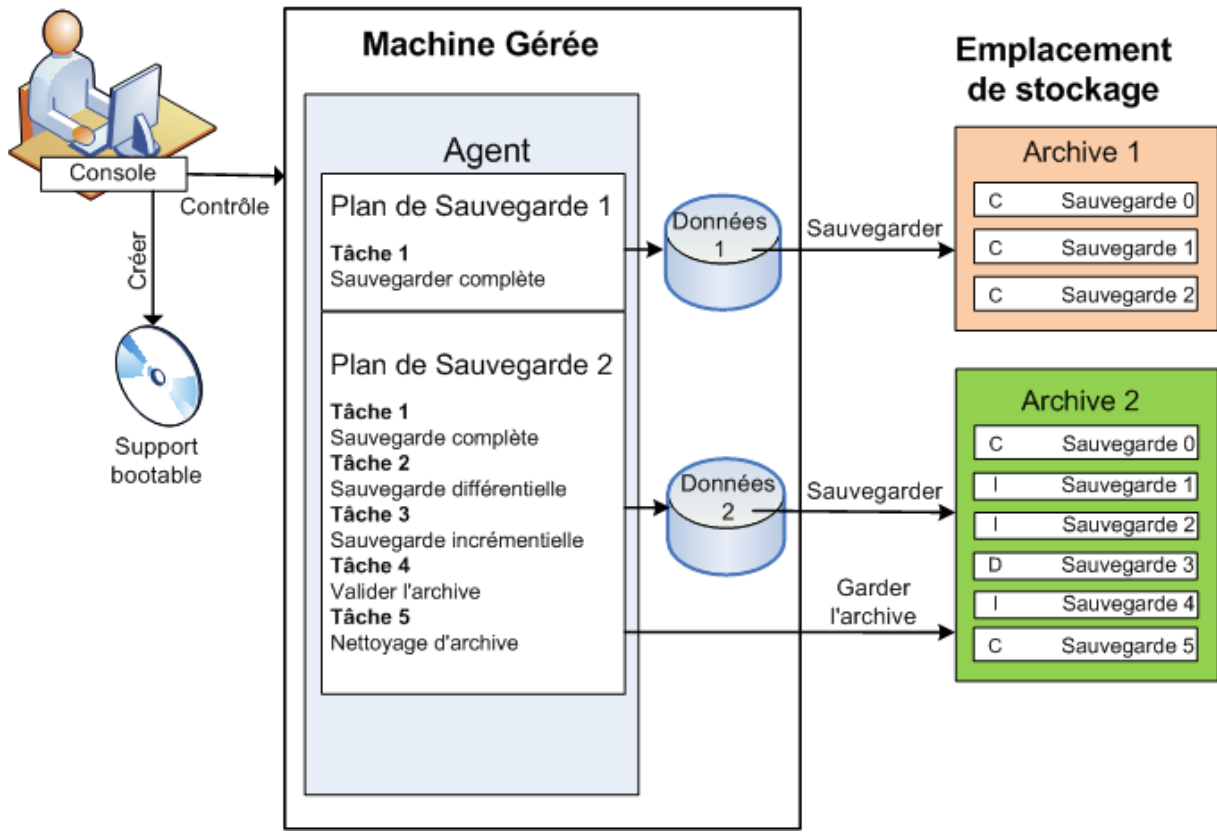 Machine Gérée
Emplacement
de stockage
Console
Contrôle
Créer
Support
bootable
Agent
Plan de Sauvegarde 1
Tâche 1
Sauvegarder complète
Plan de Sauvegarde 2
Tâche 1
Sauvegarde complète
Tâche 2
Sauvegarde différentielle
Tâche 3
Sauvegarde incrémentielle
Tâche 4
Valider l'archive
Tâche 5
Nettoyage d'archive
Données
1
Sauvegarder
Données
2
Sauvegarder
Garder
l'archive
Archive 1
C Sauvegarde 0
C Sauvegarde 1
C Sauvegarde 2
Archive 2
C Sauvegarde 0
I Sauvegarde 1
I Sauvegarde 2
D Sauvegarde 3
I Sauvegarde 4
C Sauvegarde 5